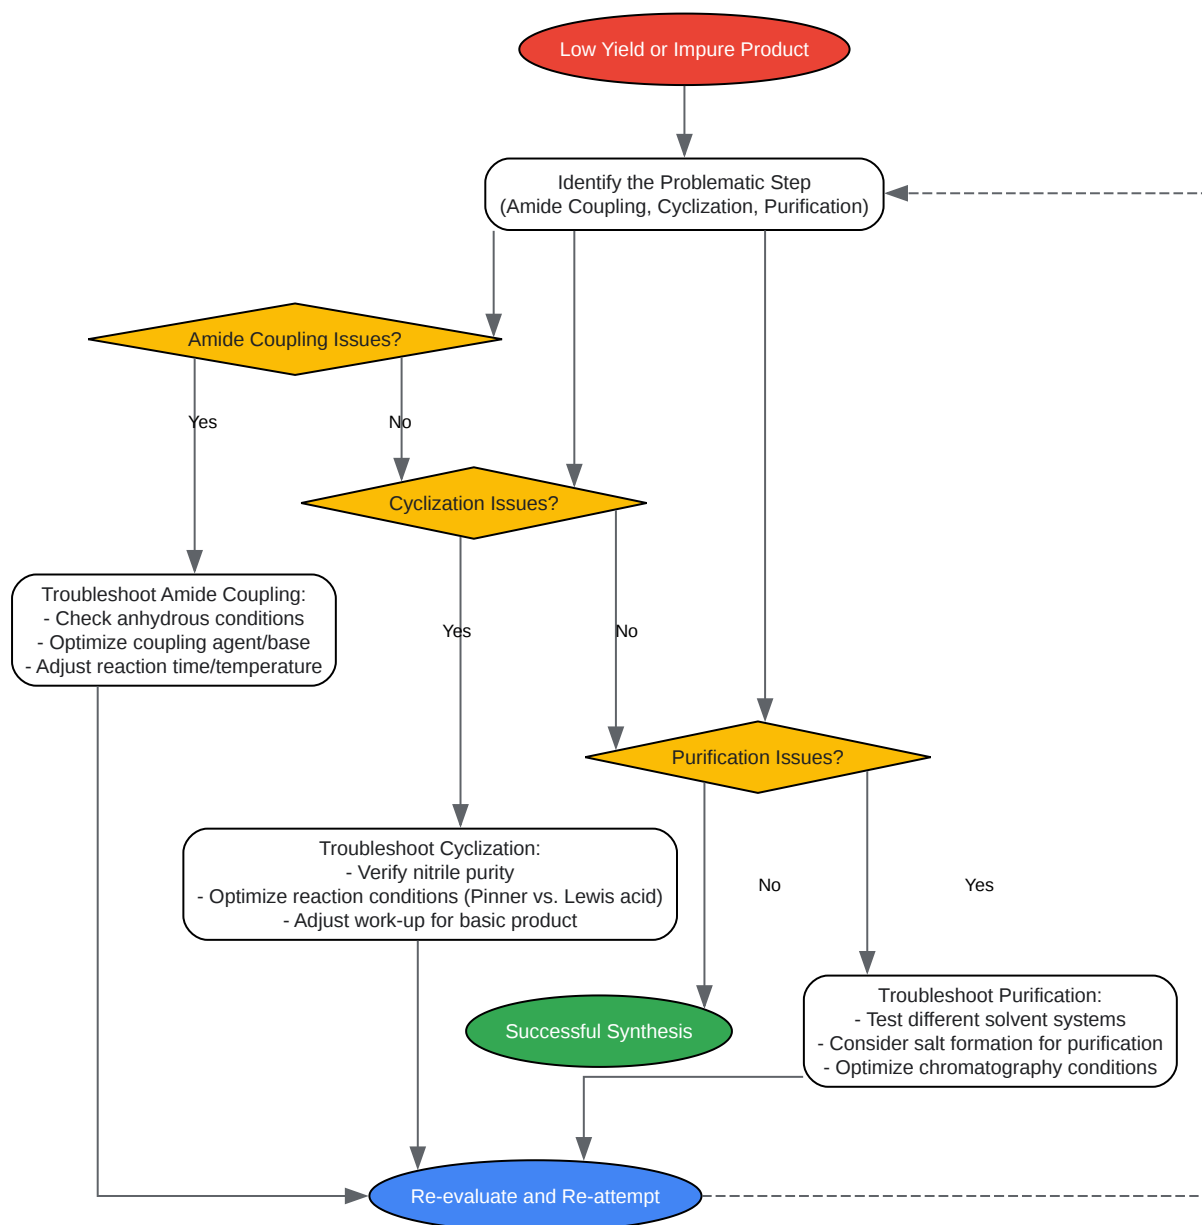 Low Yield or Impure Product
Identify the Problematic Step
(Amide Coupling, Cyclization, Purification)
Amide Coupling Issues?
Yes
No
Cyclization Issues?
Troubleshoot Amide Coupling:
- Check anhydrous conditions
- Optimize coupling agent/base
- Adjust reaction time/temperature
Yes
No
Purification Issues?
Troubleshoot Cyclization:
- Verify nitrile purity
- Optimize reaction conditions (Pinner vs. Lewis acid)
- Adjust work-up for basic product
No
Yes
Successful Synthesis
Troubleshoot Purification:
- Test different solvent systems
- Consider salt formation for purification
- Optimize chromatography conditions
Re-evaluate and Re-attempt